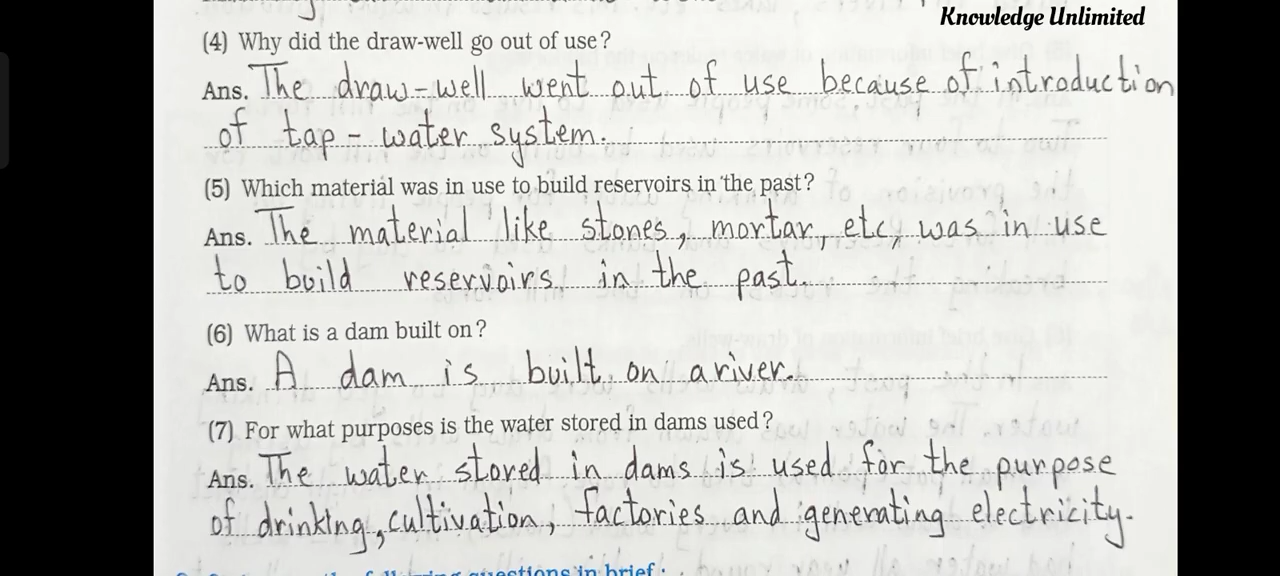 Knowledge Unlimited
(4) Why did the draw-well go out of use?
Ans. The draw-well went out of use because of introduction
of tap-water system.
(5) Which material was in use to build reservoirs in the past?
Ans. The material like stones, mortar, etc, was in use
to build reservoirs in the past.
(6) What is a dam built on?
Ans. A dam is built on a river.
(7) For what purposes is the water stored in dams used?
Ans. The water stored in dams is used for the purpose
of drinking, cultivation, factories and generating electricity.
questions in brief: